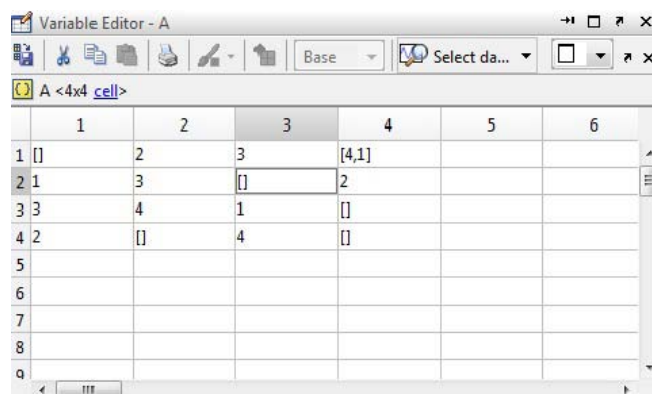 Variable Editor - A
Base Select da...
A <4x4 cell>
1 2 3 4 5 6
1 [] 2 3 [4,1]
2 1 3 [] 2
3 3 4 1 []
4 2 [] 4 []
5
6
7
8
9